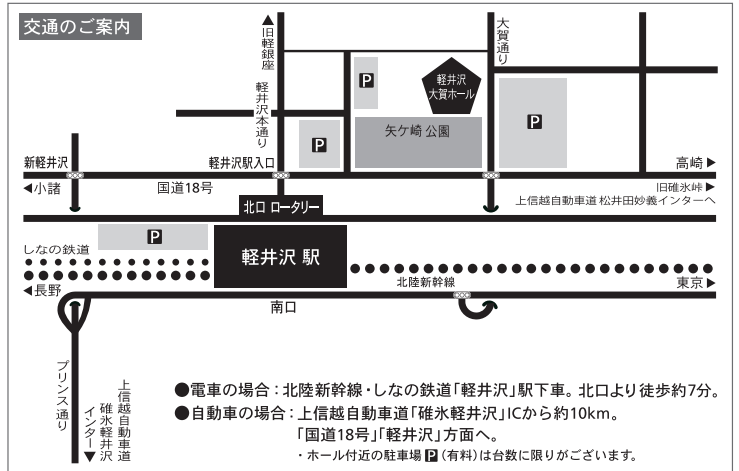 交通のご案内
▲旧軽銀座
大賀通り
軽井沢本通り
P
軽井沢
大賀ホール
P
矢ケ崎公園
P
新軽井沢
軽井沢駅入口
高崎▶
◀小諸
国道18号
旧碓氷峠▶
上信越自動車道 松井田妙義インターへ
北口 ロータリー
P
しなの鉄道
軽井沢 駅
北陸新幹線
◀長野
東京▶
南口
プリンス通り
上信越自動車道
碓氷軽井沢
インター▼
●電車の場合：北陸新幹線・しなの鉄道「軽井沢」駅下車。北口より徒歩約7分。
●自動車の場合：上信越自動車道「碓氷軽井沢」ICから約10km。
「国道18号」「軽井沢」方面へ。
・ホール付近の駐車場 P (有料)は台数に限りがございます。